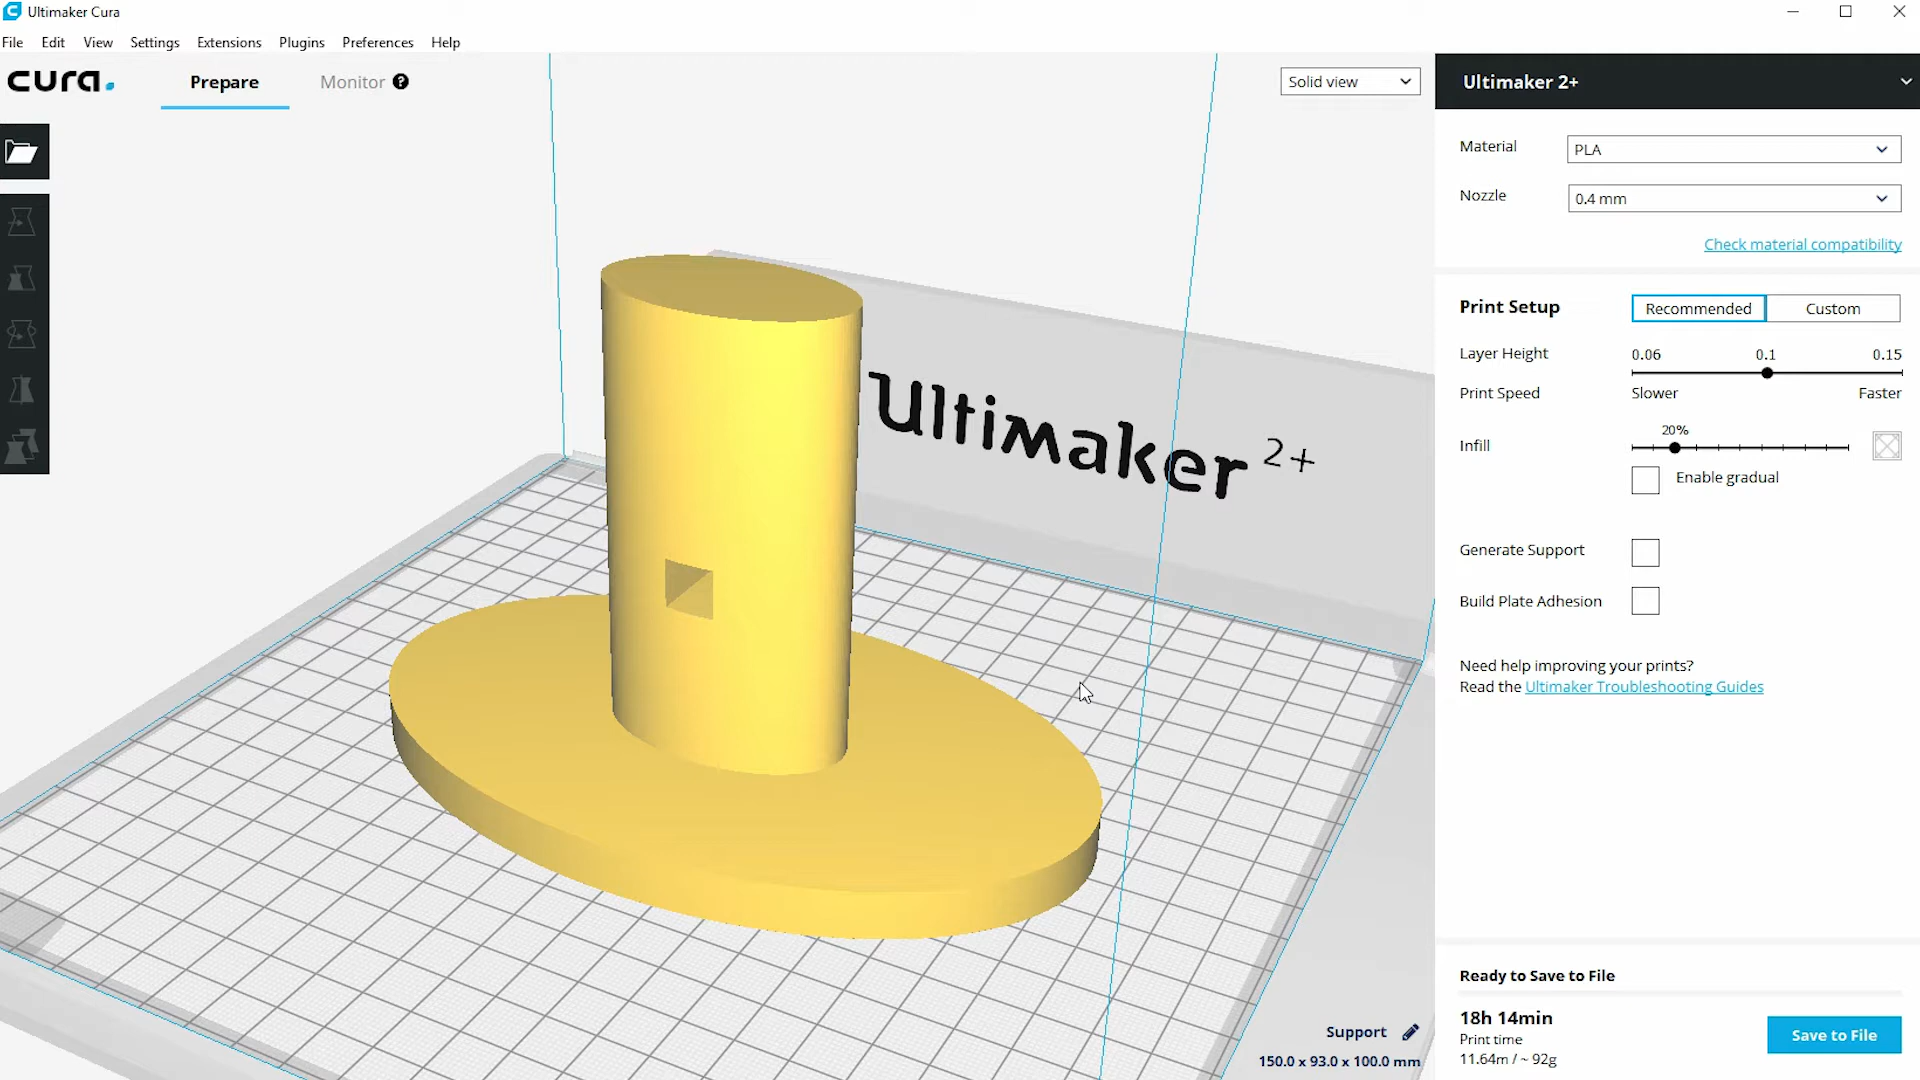 Ultimaker Cura
File Edit View Settings Extensions Plugins Preferences Help
cura. Prepare Monitor ?
Solid view
Ultimaker 2+
Material PLA
Nozzle 0.4 mm
Check material compatibility
Print Setup Recommended Custom
Layer Height 0.06 0.1 0.15
Print Speed Slower Faster
Infill 20%
Enable gradual
Generate Support
Build Plate Adhesion
Need help improving your prints?
Read the Ultimaker Troubleshooting Guides
Ultimaker 2+
Support
150.0 x 93.0 x 100.0 mm
Ready to Save to File
18h 14min
Print time
11.64m / ~ 92g
Save to File